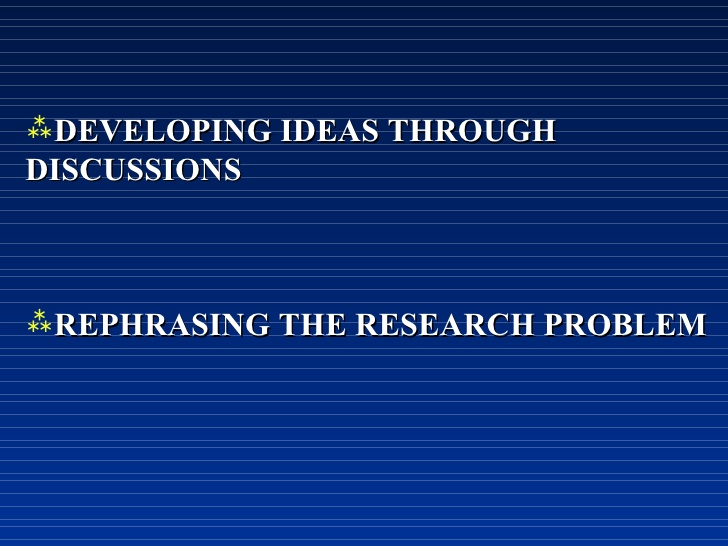 ⁂DEVELOPING IDEAS THROUGH
DISCUSSIONS
⁂REPHRASING THE RESEARCH PROBLEM